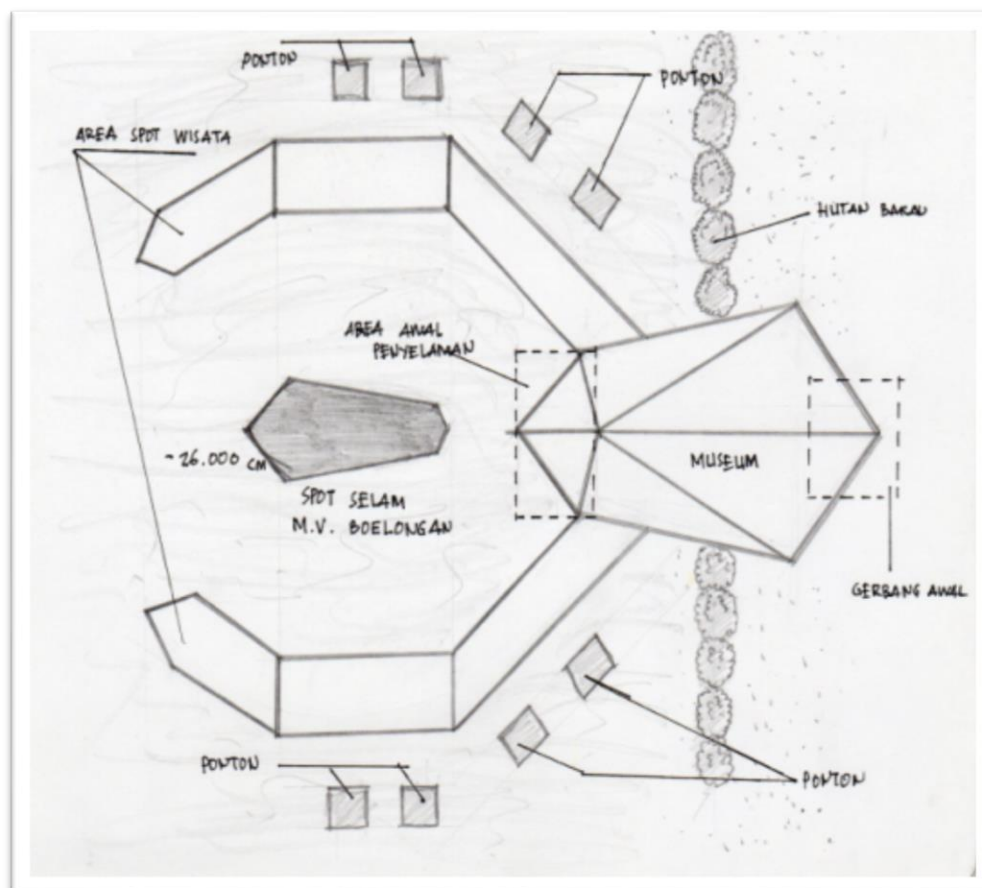 PONTON
PONTON
AREA SPOT WISATA
HUTAN BAKAU
AREA AWAL
PENYELAMAN
~26.000 CM
MUSEUM
SPOT SELAM
M.V. BOELONGAN
GERBANG AWAL
PONTON
PONTON